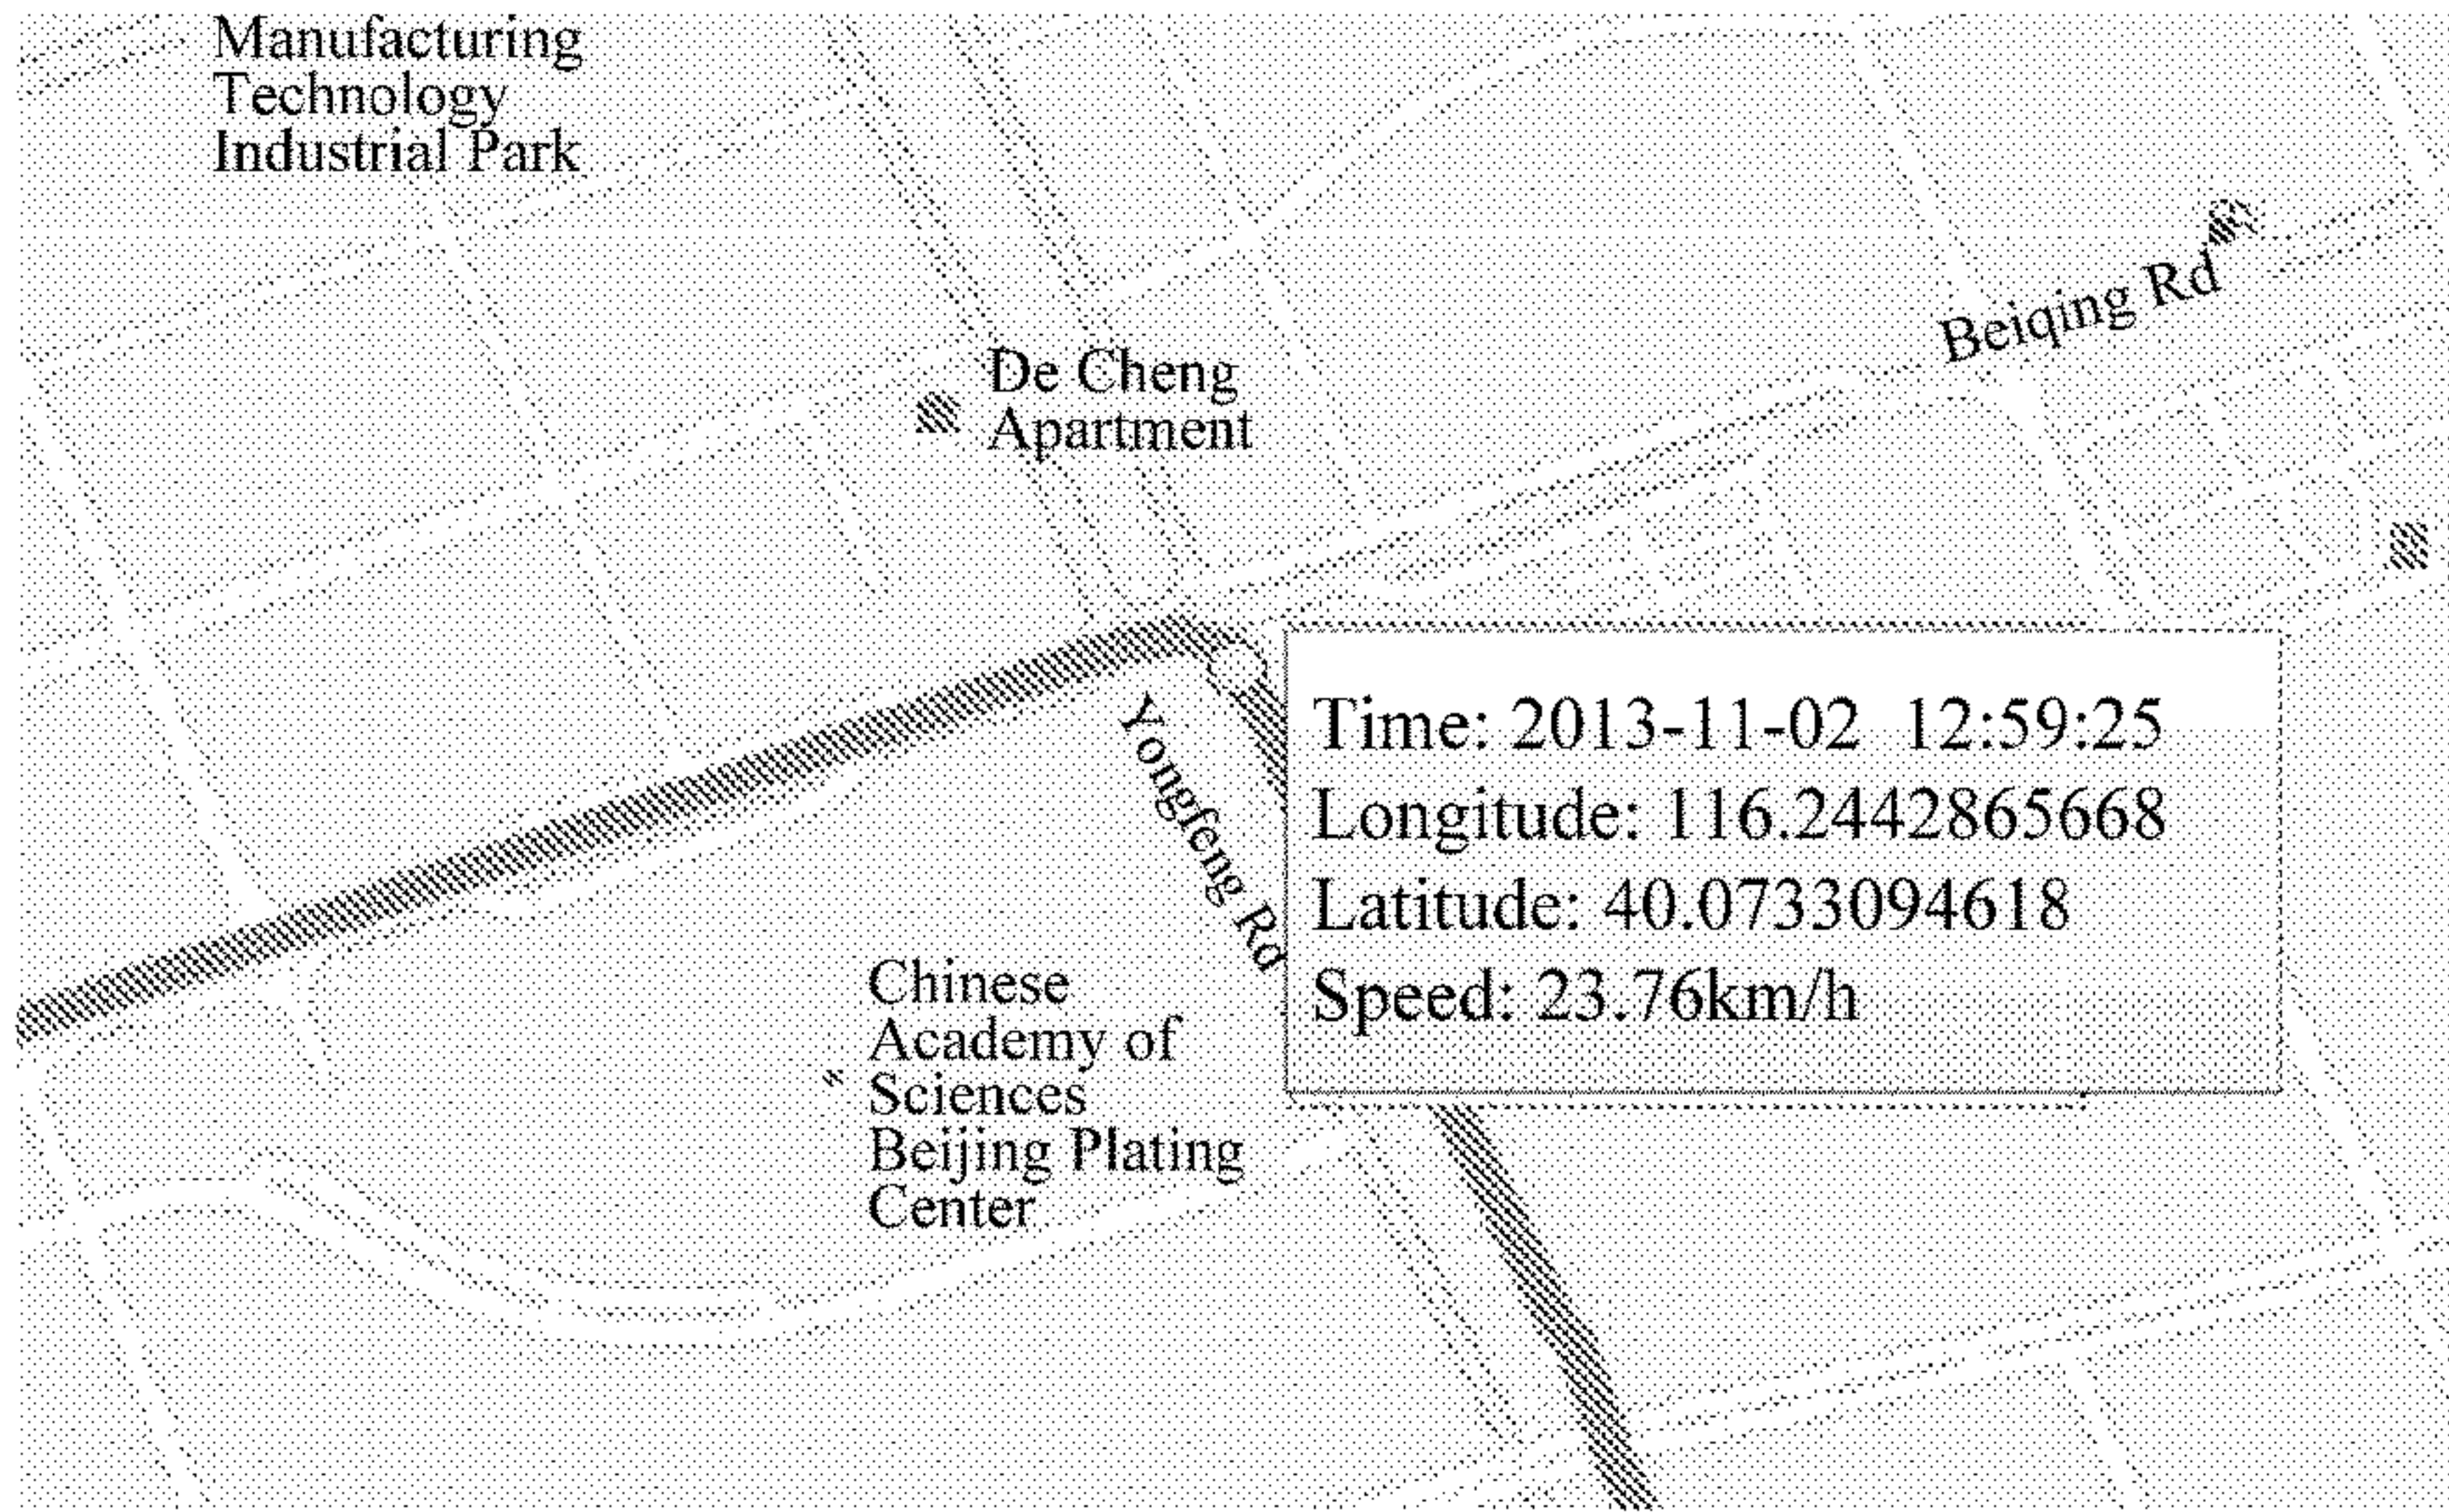 Manufacturing
Technology
Industrial Park
Beiqing Rd
De Cheng
Apartment
Yongfeng Rd
Time: 2013-11-02 12:59:25
Longitude: 116.2442865668
Latitude: 40.0733094618
Speed: 23.76km/h
Chinese
Academy of
Sciences
Beijing Plating
Center